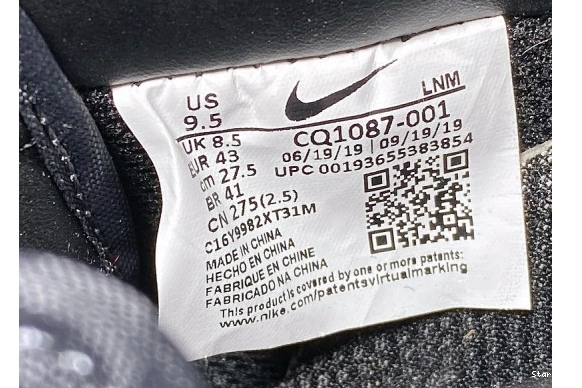 US
9.5
LNM
UK 8.5
CQ1087-001
EUR 43
06/19/19 | 09/19/19
cm 27.5
UPC 00193655383854
BR 41
CN 275(2.5)
C16Y9982XT31M
MADE IN CHINA
HECHO EN CHINA
FABRIQUE EN CHINE
FABRICADO NA CHINA
This product is covered by one or more patents:
www.nike.com/patentsvirtualmarking